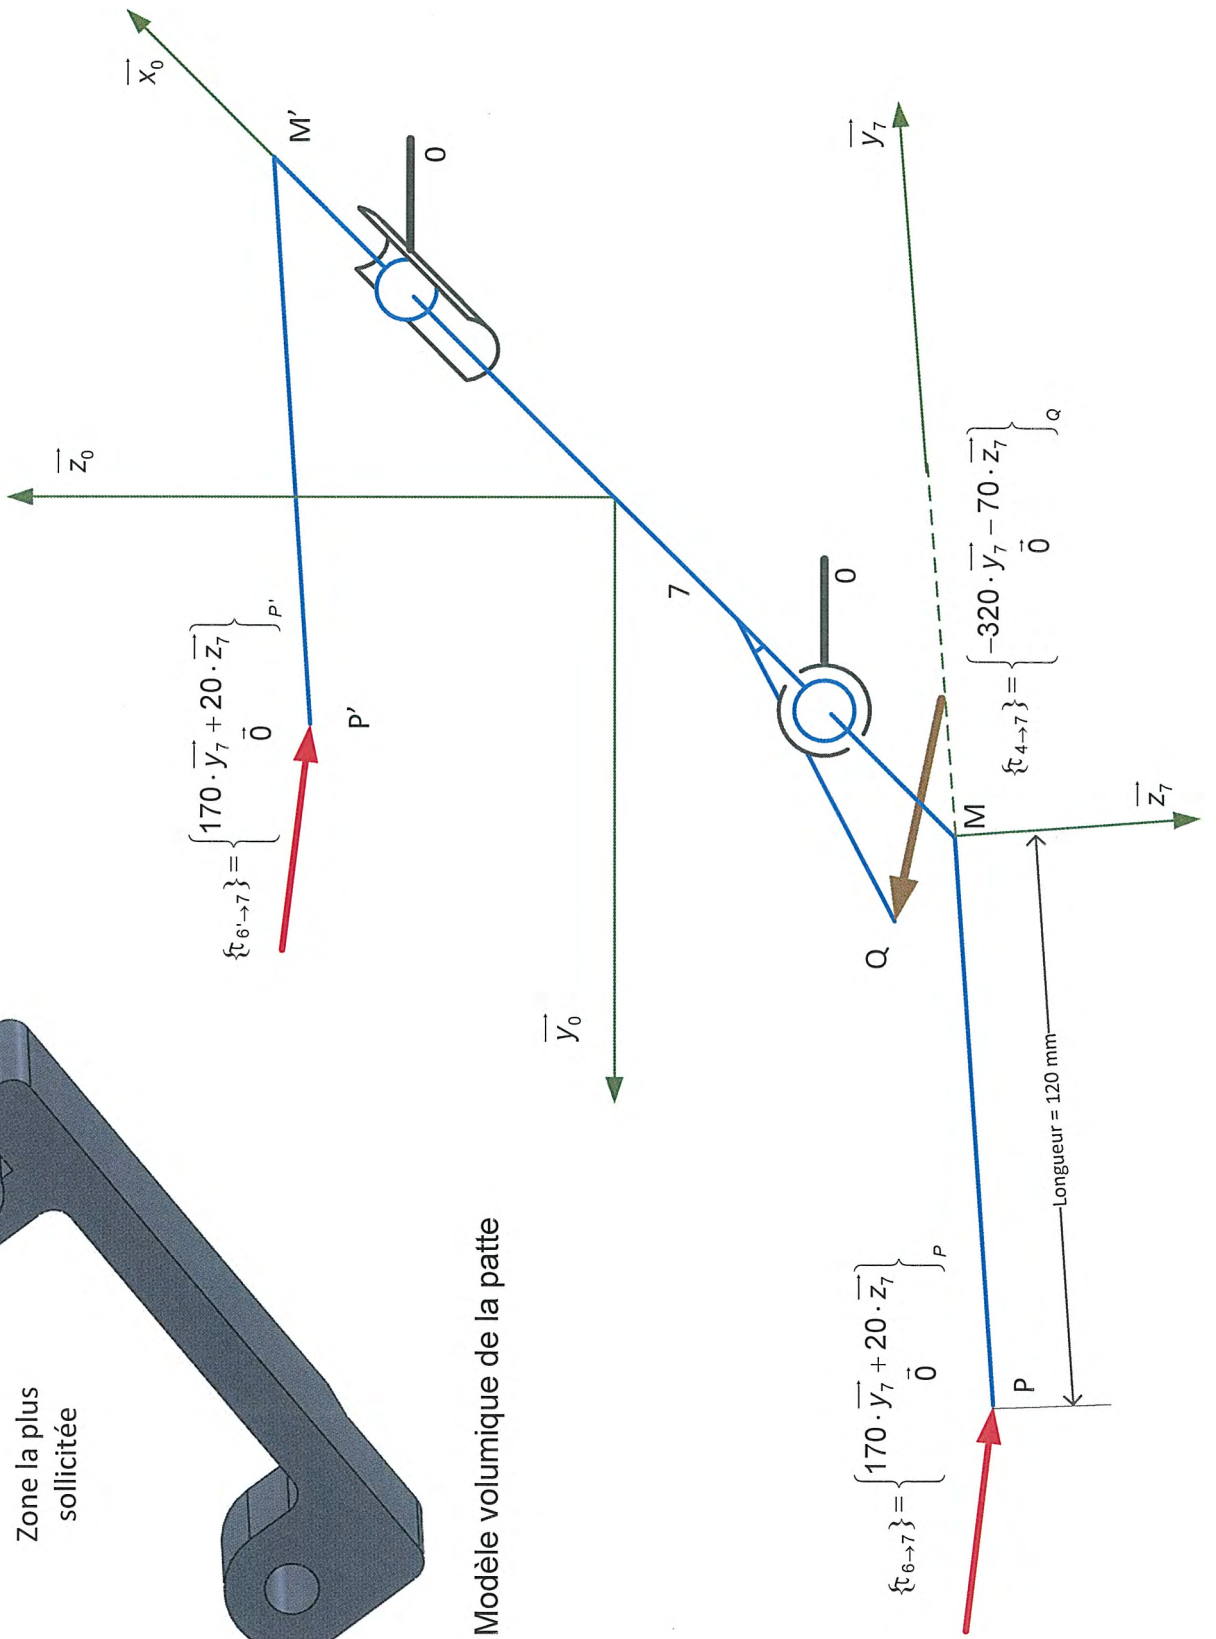 Zone la plus
sollicitée
Modèle volumique de la patte
x₀
M'
0
z₀
{τ₆'→₇} = {170·y₇ + 20·z₇
0}P'
P'
7
0
y₀
y₇
Q
M
z₇
{τ₄→₇} = {−320·y₇ − 70·z₇
0}Q
Longueur = 120 mm
P
{τ₆→₇} = {170·y₇ + 20·z₇
0}P